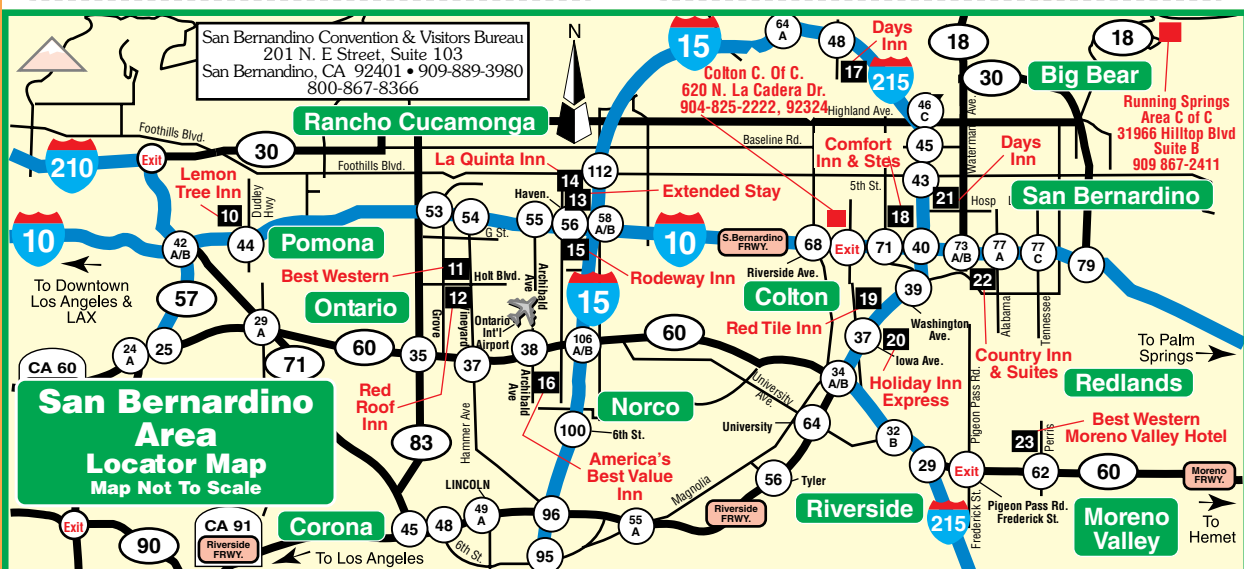 San Bernardino Convention & Visitors Bureau
201 N. E Street, Suite 103
San Bernardino, CA 92401 • 909-889-3980
800-867-8366
N
15
64
A
48
Days
Inn
17
215
18
30
18
Big Bear
Colton C. Of C.
620 N. La Cadera Dr.
904-825-2222, 92324
Highland Ave.
46
C
Waterman Ave.
Running Springs
Area C of C
31966 Hilltop Blvd
Suite B
909 867-2411
Foothills Blvd.
Rancho Cucamonga
Baseline Rd.
45
210
Exit
30
Foothills Blvd.
La Quinta Inn
112
Comfort
Inn & Stes
Days
Inn
Lemon
Tree Inn
10
Dudley
Hwy
14
13
Extended Stay
5th St.
43
21
San Bernardino
53
54
Haven.
55
56
58
A/B
18
Hosp
L
10
42
A/B
44
Pomona
G St.
10
S.Bernardino
FRWY.
68
Exit
71
40
73
A/B
77
A
77
C
79
To Downtown
Los Angeles &
LAX
Best Western
11
Holt Blvd.
Archibald
Ave
15
Rodeway Inn
Riverside Ave.
Colton
39
22
57
Ontario
12
15
19
Alabama
Tennessee
29
A
Grove
ineyard
Ontario
Int'l
Airport
Red Tile Inn
Washington
Ave.
24
A
25
60
35
37
38
106
A/B
60
37
20
Iowa Ave.
To Palm
Springs
CA 60
71
34
A/B
Holiday Inn
Express
Country Inn
& Suites
Redlands
San Bernardino
Area
Locator Map
Map Not To Scale
Red
Roof
Inn
Archibald
Ave
16
Norco
University
Ave.
Pigeon Pass Rd.
83
Hammer Ave
100
6th St.
University
64
32
B
23
Perris
Best Western
Moreno Valley Hotel
America's
Best Value
Inn
29
Exit
62
60
Moreno
FRWY.
LINCOLN
Magnolia
56
Tyler
Riverside
Pigeon Pass Rd.
Frederick St.
Exit
90
CA 91
Riverside
FRWY.
Corona
45
48
49
A
96
55
A
Riverside
FRWY.
215
Frederick St.
Moreno
Valley
To
Hemet
To Los Angeles
6th St.
95